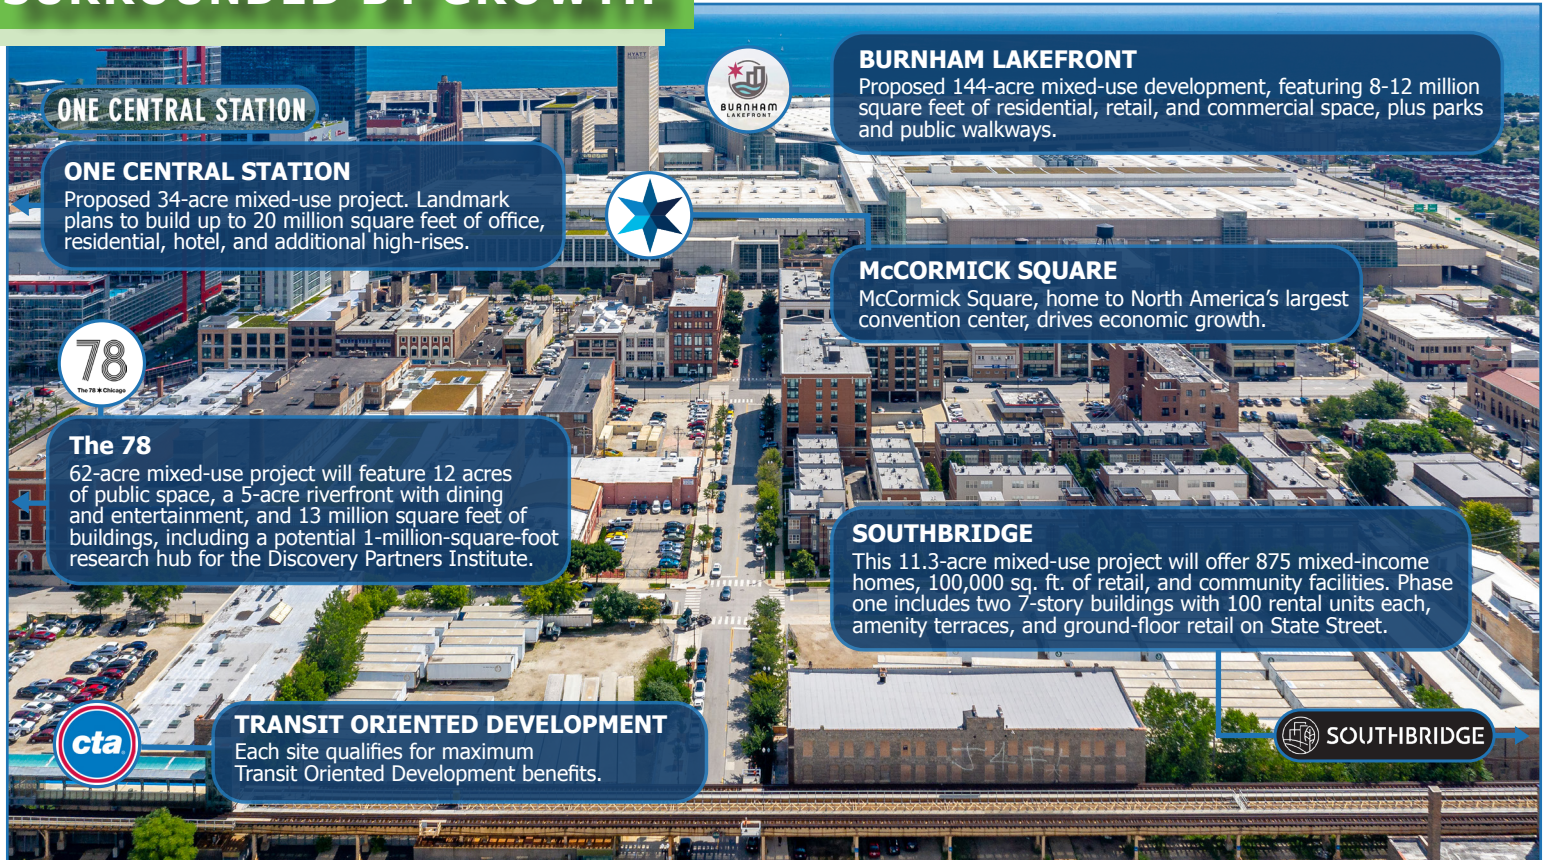 SURROUNDED BY GROWTH
HYATT
ONE CENTRAL STATION
ONE CENTRAL STATION
Proposed 34-acre mixed-use project. Landmark
plans to build up to 20 million square feet of office,
residential, hotel, and additional high-rises.
BURNHAM
LAKEFRONT
BURNHAM LAKEFRONT
Proposed 144-acre mixed-use development, featuring 8-12 million
square feet of residential, retail, and commercial space, plus parks
and public walkways.
McCORMICK SQUARE
McCormick Square, home to North America’s largest
convention center, drives economic growth.
78
The 78 ✶ Chicago
The 78
62-acre mixed-use project will feature 12 acres
of public space, a 5-acre riverfront with dining
and entertainment, and 13 million square feet of
buildings, including a potential 1-million-square-foot
research hub for the Discovery Partners Institute.
SOUTHBRIDGE
This 11.3-acre mixed-use project will offer 875 mixed-income
homes, 100,000 sq. ft. of retail, and community facilities. Phase
one includes two 7-story buildings with 100 rental units each,
amenity terraces, and ground-floor retail on State Street.
SOUTHBRIDGE
cta
TRANSIT ORIENTED DEVELOPMENT
Each site qualifies for maximum
Transit Oriented Development benefits.